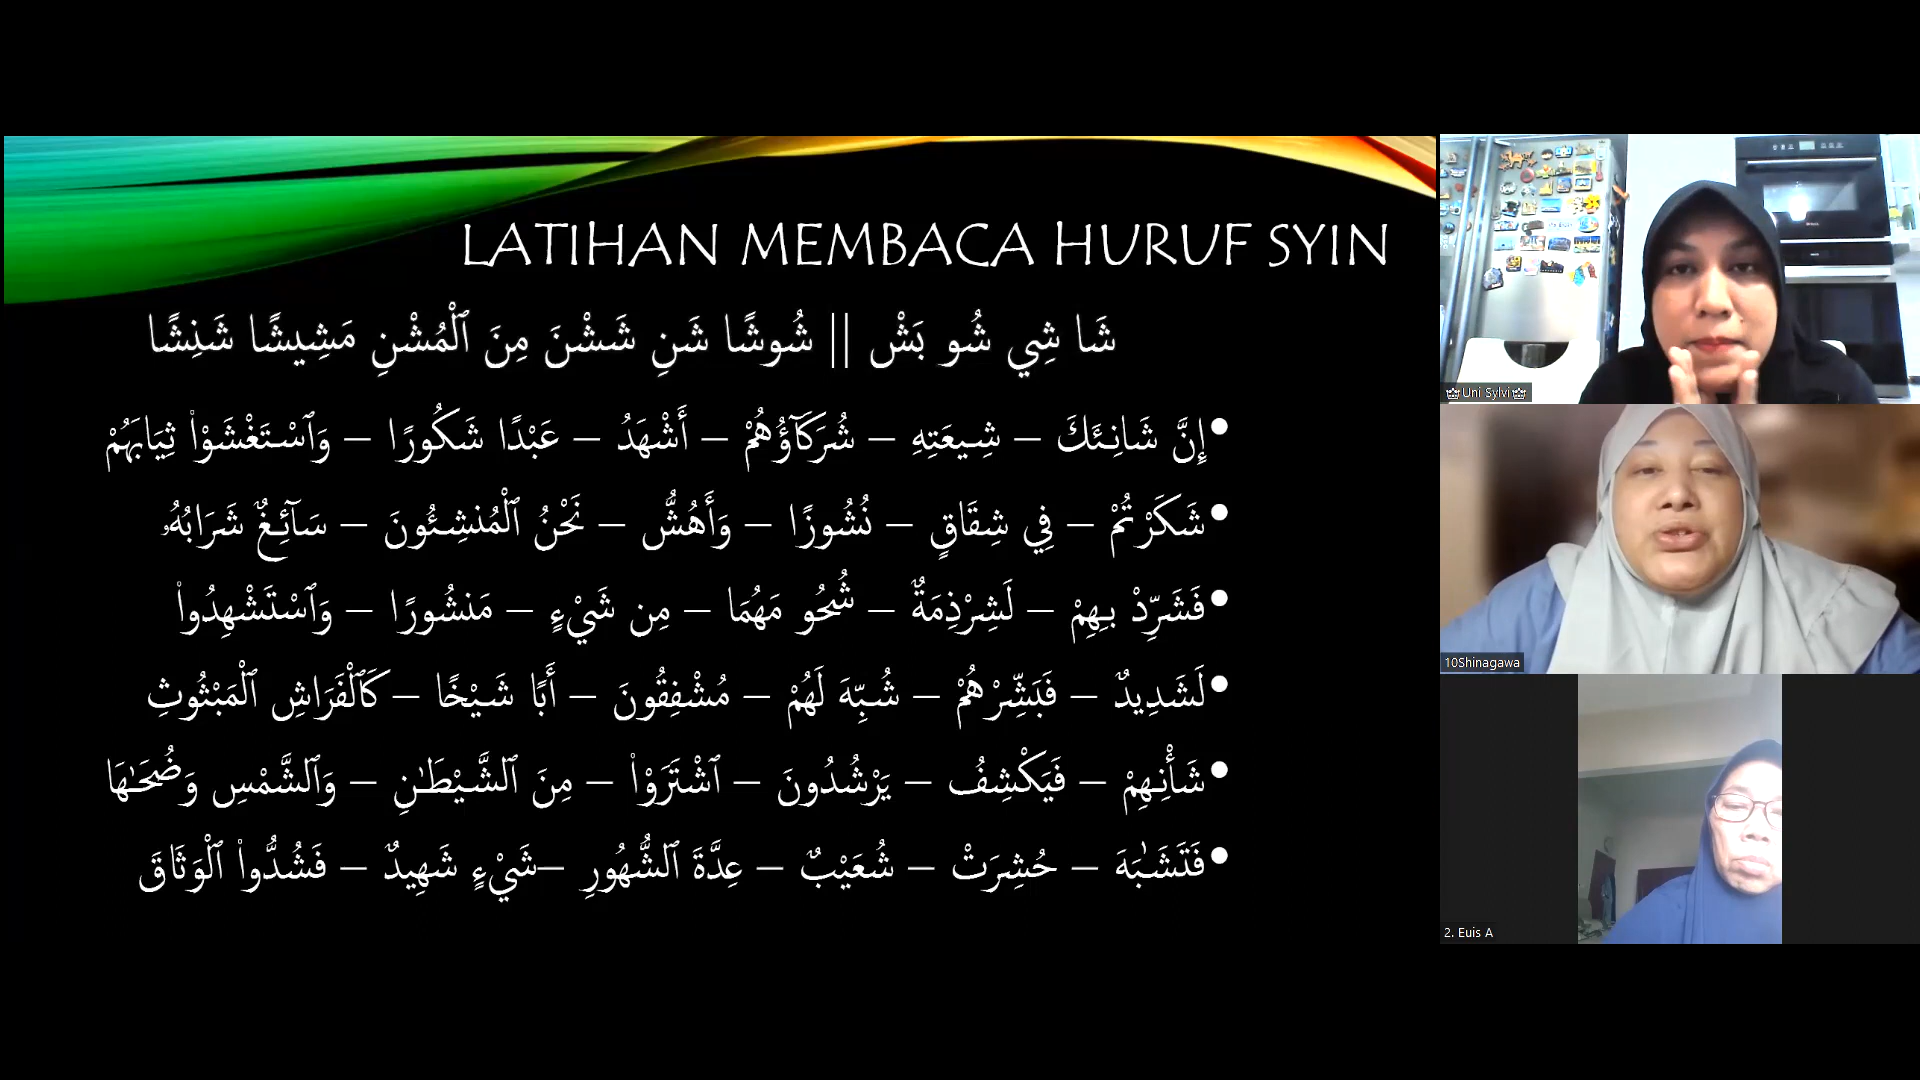 LATIHAN MEMBACA HURUF SYIN
شَا شِي شُو بَشْ || شُوشًا شَنِ شَشْنَ مِنَ ٱلْمُشْنِ مَشِيشًا شَنِشًا
• إِنَّ شَانِئَكَ – شِيعَتِهِ – شُرَكَآؤُهُمْ – أَشْهَدُ – عَبْدًا شَكُورًا – وَٱسْتَغْشَوْا۟ ثِيَابَهُمْ
• شَكَرْتُمْ – فِي شِقَاقٍ – نُشُوزًا – وَأَهُشُّ – نَحْنُ ٱلْمُنشِئُونَ – سَآئِغٌ شَرَابُهُۥ
• فَشَرِّدْ بِهِمْ – لَشِرْذِمَةٌ – شُحُو مَهُمَا – مِن شَيْءٍ – مَنشُورًا – وَٱسْتَشْهِدُوا۟
• لَشَدِيدٌ – فَبَشِّرْهُمْ – شُبِّهَ لَهُمْ – مُشْفِقُونَ – أَبًا شَيْخًا – كَٱلْفَرَاشِ ٱلْمَبْثُوثِ
• شَأْنِهِمْ – فَيَكْشِفُ – يَرْشُدُونَ – ٱشْتَرَوْا۟ – مِنَ ٱلشَّيْطَٰنِ – وَٱلشَّمْسِ وَضُحَىٰهَا
• فَتَشَٰبَهَ – حُشِرَتْ – شُعَيْبٌ – عِدَّةَ ٱلشُّهُورِ –شَيْءٍ شَهِيدٌ – فَشُدُّوا۟ ٱلْوَثَاقَ
Uni Sylvi
10Shinagawa
2. Euis A